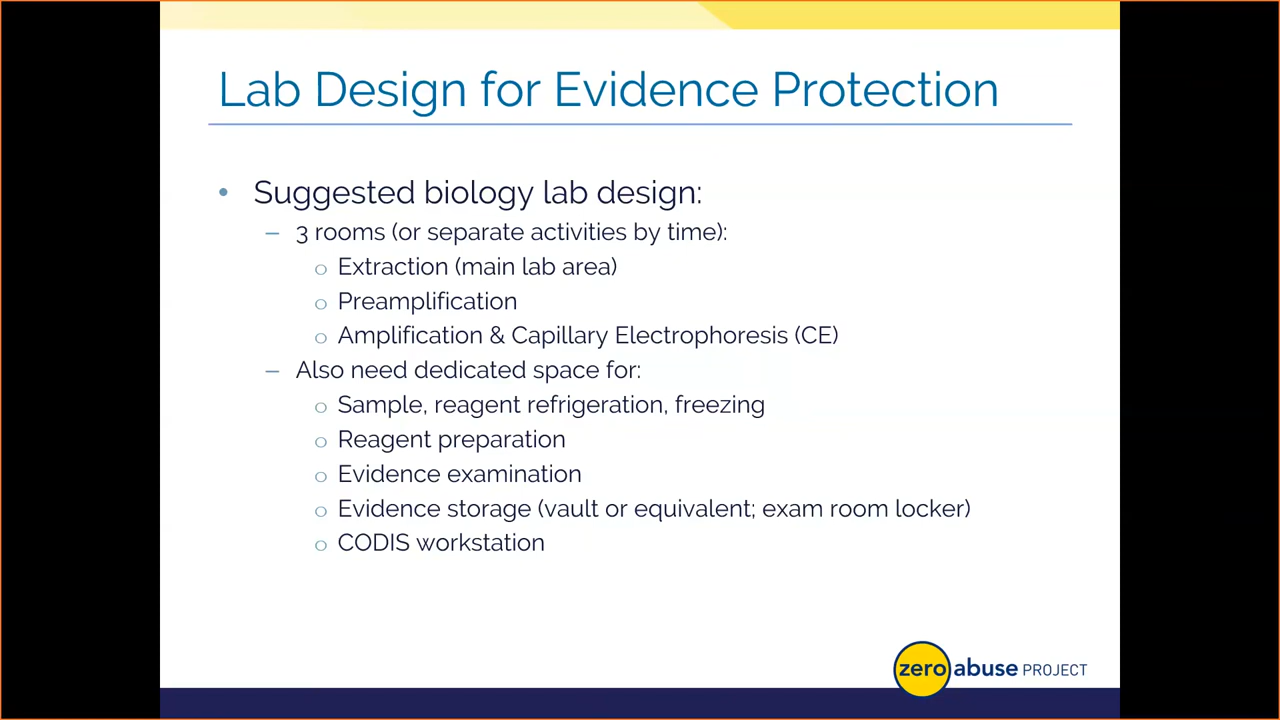 Lab Design for Evidence Protection
• Suggested biology lab design:
– 3 rooms (or separate activities by time):
o Extraction (main lab area)
o Preamplification
o Amplification & Capillary Electrophoresis (CE)
– Also need dedicated space for:
o Sample, reagent refrigeration, freezing
o Reagent preparation
o Evidence examination
o Evidence storage (vault or equivalent; exam room locker)
o CODIS workstation
zero abuse PROJECT